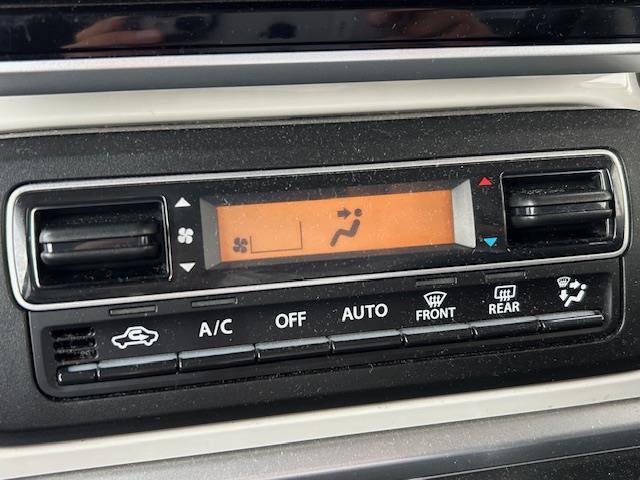 A/C OFF AUTO FRONT REAR